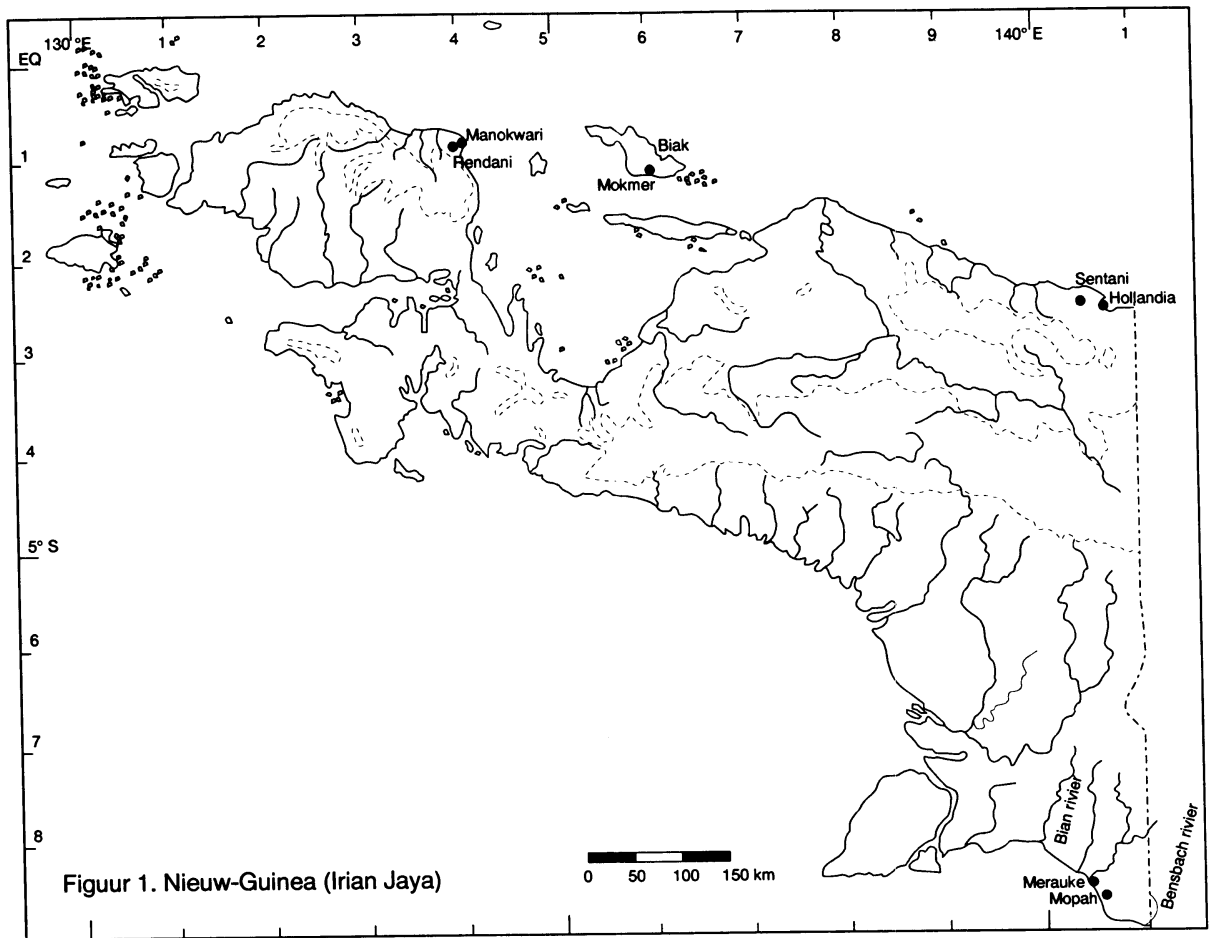 130° E 1 2 3 4 5 6 7 8 9 140° E 1
EQ
Manokwari
Rendani
Biak
Mokmer
1
2
Sentani
Hollandia
3
4
5° S
6
7
8
Bian rivier
Bensbach rivier
Merauke
Mopah
0 50 100 150 km
Figuur 1. Nieuw-Guinea (Irian Jaya)